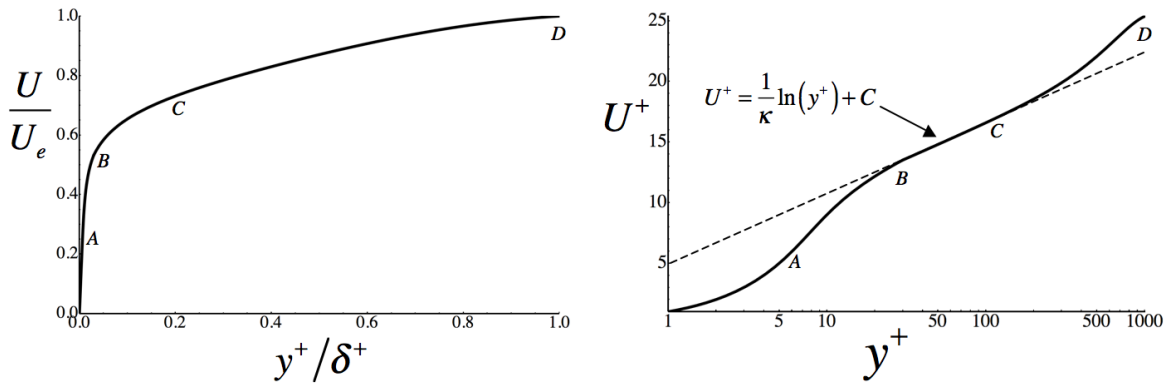 1.0
0.8
0.6
0.4
0.2
0.0
U
U_e
A
B
C
D
0.0 0.2 0.4 0.6 0.8 1.0
y^+/δ^+
25
20
15
10
5
U^+
U^+ = 1/κ ln(y^+) + C
A
B
C
D
1 5 10 50 100 500 1000
y^+